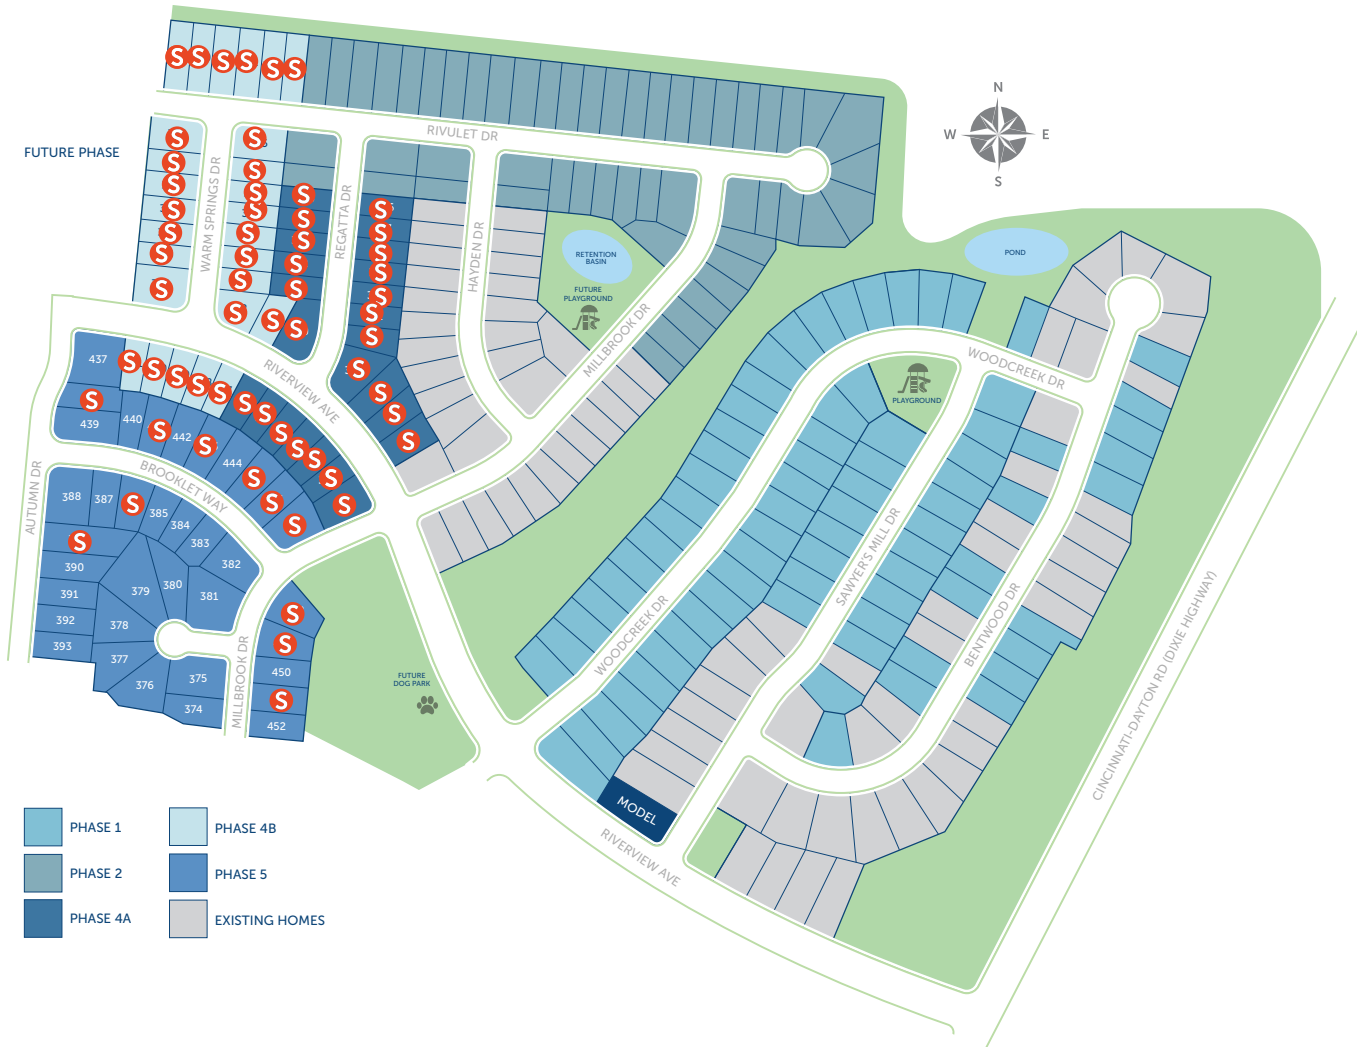 N
W
E
S
S S S S S S
RIVULET DR
FUTURE PHASE
WARM SPRINGS DR
REGATTA DR
HAYDEN DR
MILLBROOK DR
RETENTION
BASIN
FUTURE
PLAYGROUND
POND
S S S S S S S
S S S S S S S S S
S S S S S S
S S S S S S S S S S S
RIVERVIEW AVE
WOODCREEK DR
PLAYGROUND
437
S S S S S
S S S S S S S
S
439
440
S
442
S
444
S S S
BROOKLET WAY
AUTUMN DR
388
387
S
385
384
383
382
S
390
391
392
393
379
380
381
378
377
376
375
374
MILLBROOK DR
S
S
450
S
452
FUTURE
DOG PARK
WOODCREEK DR
SAWYER'S MILL DR
BENTWOOD DR
CINCINNATI-DAYTON RD (DIXIE HIGHWAY)
MODEL
RIVERVIEW AVE
PHASE 1
PHASE 2
PHASE 4A
PHASE 4B
PHASE 5
EXISTING HOMES